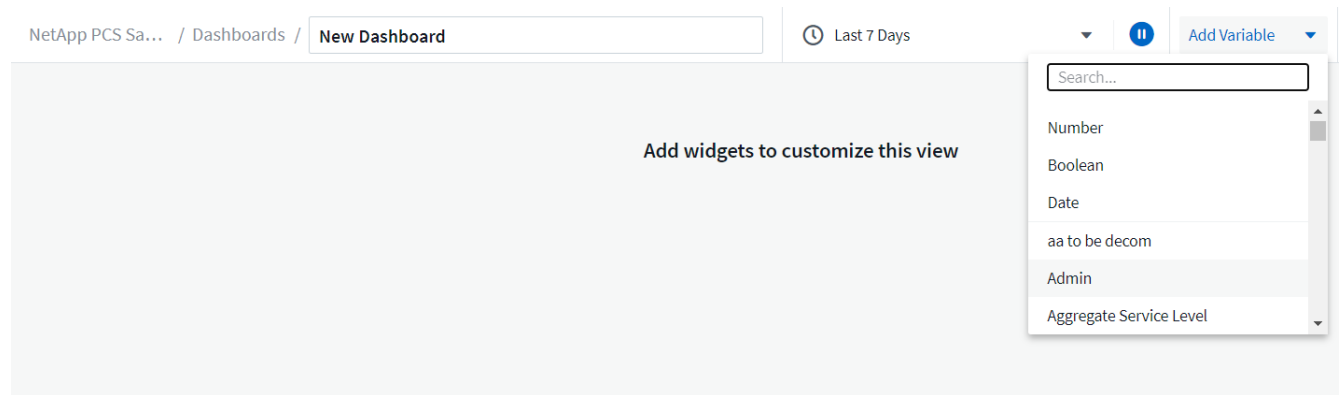 NetApp PCS Sa... / Dashboards / New Dashboard Last 7 Days Add Variable
Search...
Number
Boolean
Date
aa to be decom
Admin
Aggregate Service Level
Add widgets to customize this view